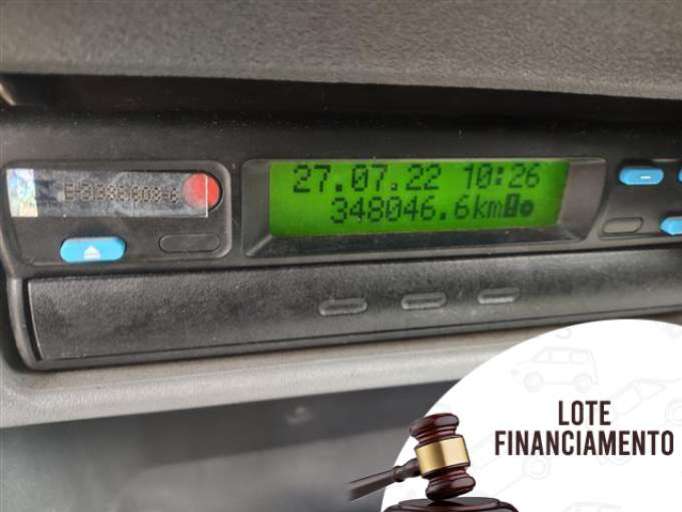 27.07.22 10:26
348046.6km
LOTE
FINANCIAMENTO